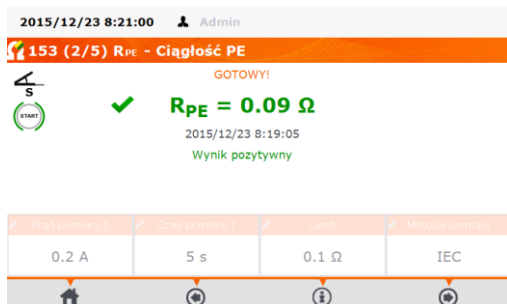 2015/12/23 8:21:00 Admin
153 (2/5) RPE - Ciągłość PE
GOTOWY!
S
START
RPE = 0.09 Ω
2015/12/23 8:19:05
Wynik pozytywny
Prąd pomiaru I Czas pomiaru t Limit Metoda pomiaru
0.2 A 5 s 0.1 Ω IEC